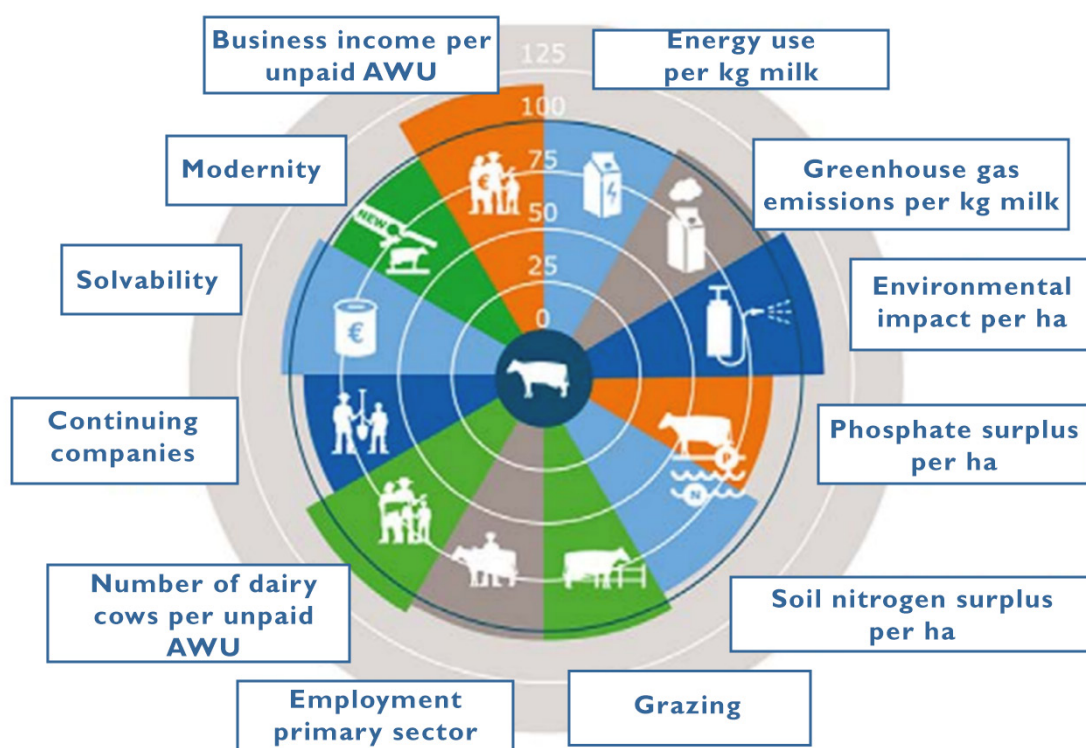 Business income per
unpaid AWU
Energy use
per kg milk
125
100
75
50
25
0
Modernity
NEW
€
Greenhouse gas
emissions per kg milk
Solvability
€
Environmental
impact per ha
Continuing
companies
Phosphate surplus
per ha
P
N
Number of dairy
cows per unpaid
AWU
Soil nitrogen surplus
per ha
Employment
primary sector
Grazing